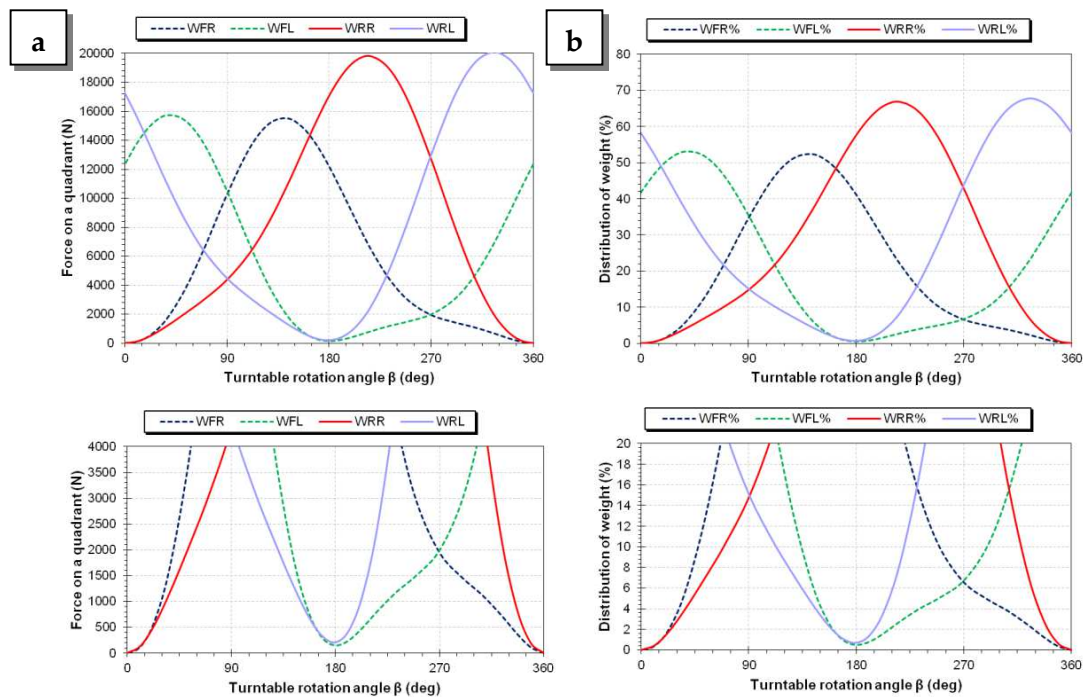 a
WFR WFL WRR WRL
Force on a quadrant (N)
20000
18000
16000
14000
12000
10000
8000
6000
4000
2000
0
0 90 180 270 360
Turntable rotation angle β (deg)
b
WFR% WFL% WRR% WRL%
Distribution of weight (%)
80
70
60
50
40
30
20
10
0
0 90 180 270 360
Turntable rotation angle β (deg)
WFR WFL WRR WRL
Force on a quadrant (N)
4000
3500
3000
2500
2000
1500
1000
500
0
0 90 180 270 360
Turntable rotation angle β (deg)
WFR% WFL% WRR% WRL%
Distribution of weight (%)
20
18
16
14
12
10
8
6
4
2
0
0 90 180 270 360
Turntable rotation angle β (deg)